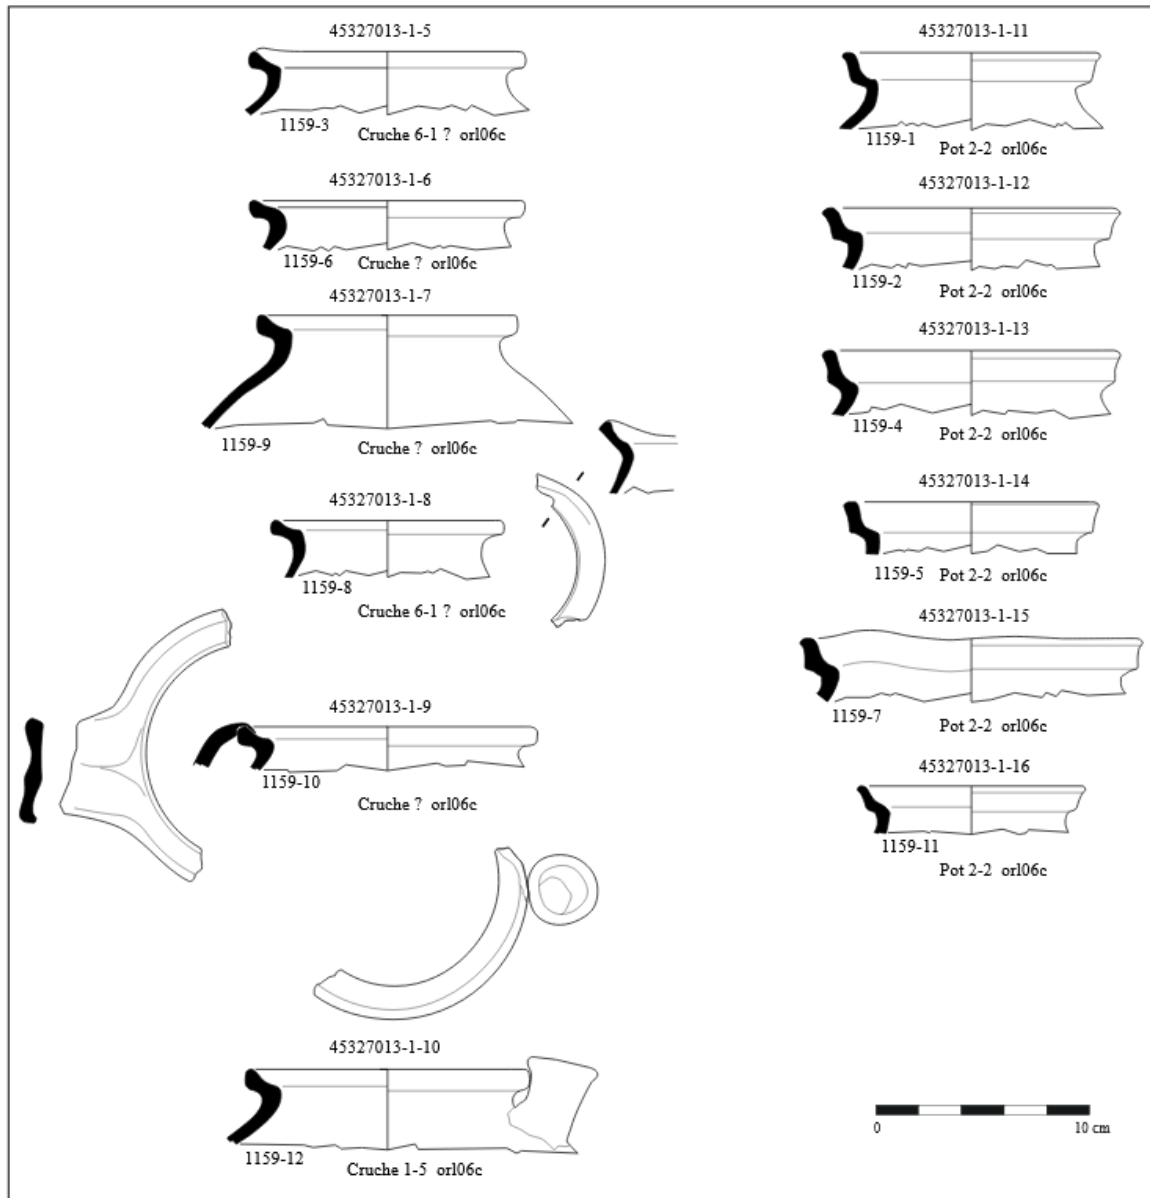 45327013-1-5
1159-3
Cruche 6-1 ? orl06c
45327013-1-6
1159-6
Cruche ? orl06c
45327013-1-7
1159-9
Cruche ? orl06c
45327013-1-8
1159-8
Cruche 6-1 ? orl06c
45327013-1-9
1159-10
Cruche ? orl06c
45327013-1-10
1159-12
Cruche 1-5 orl06c
45327013-1-11
1159-1
Pot 2-2 orl06c
45327013-1-12
1159-2
Pot 2-2 orl06c
45327013-1-13
1159-4
Pot 2-2 orl06c
45327013-1-14
1159-5
Pot 2-2 orl06c
45327013-1-15
1159-7
Pot 2-2 orl06c
45327013-1-16
1159-11
Pot 2-2 orl06c
0 10 cm